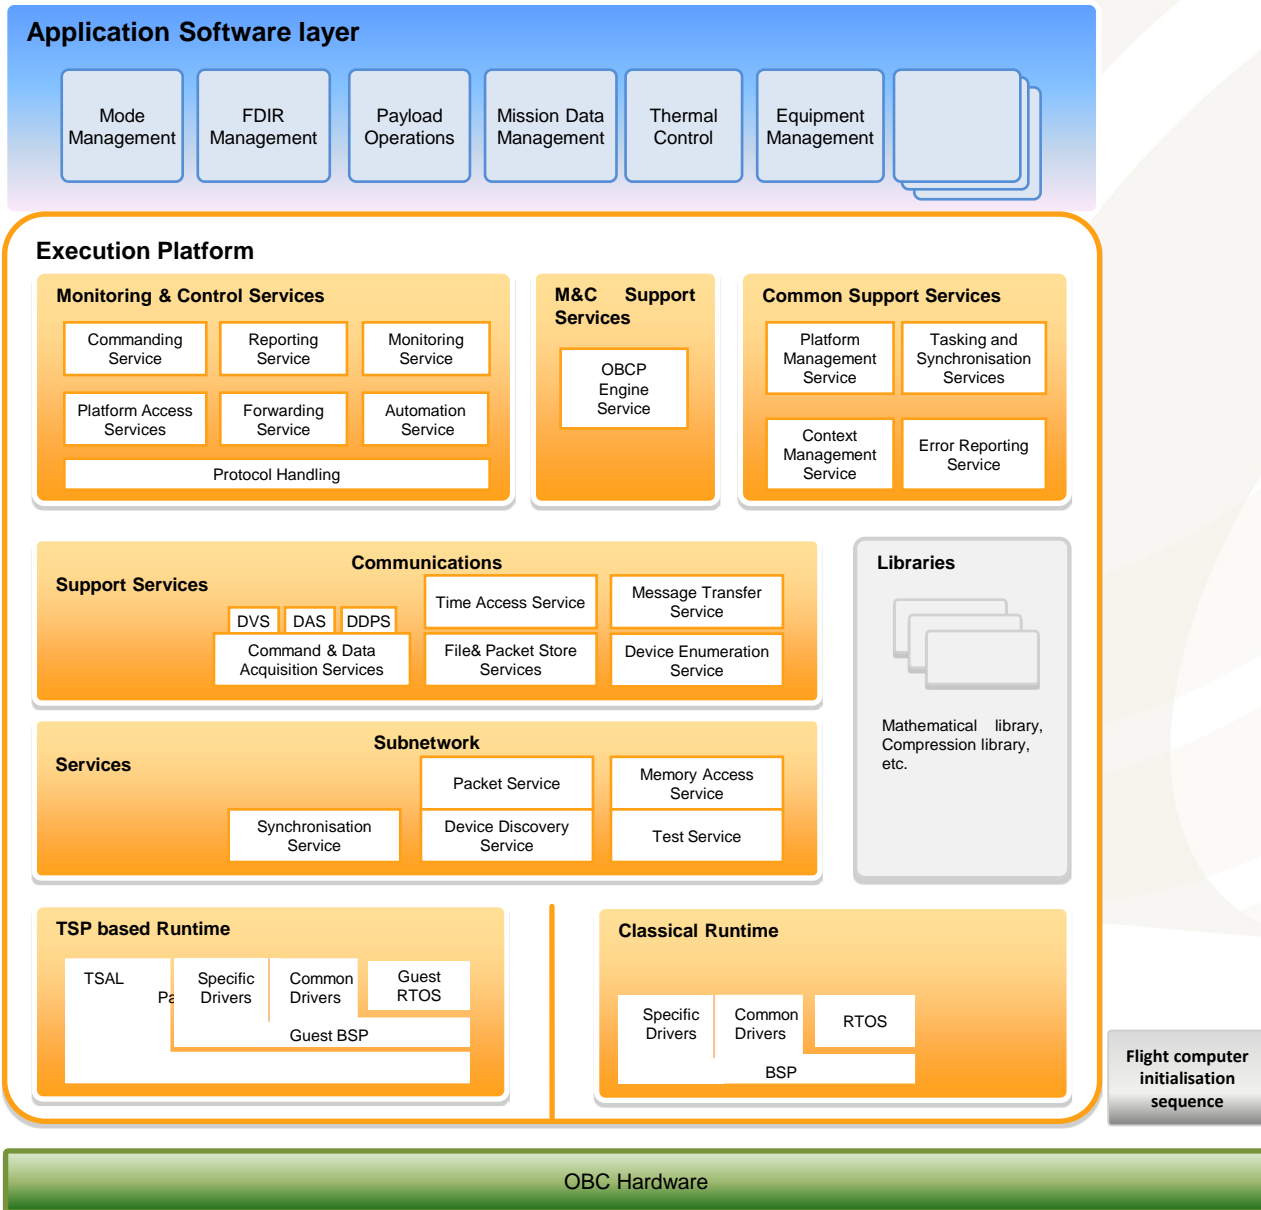 Application Software layer
Mode
Management
FDIR
Management
Payload
Operations
Mission Data
Management
Thermal
Control
Equipment
Management
Execution Platform
Monitoring & Control Services
Commanding
Service
Reporting
Service
Monitoring
Service
Platform Access
Services
Forwarding
Service
Automation
Service
Protocol Handling
M&C Support
Services
OBCP
Engine
Service
Common Support Services
Platform
Management
Service
Tasking and
Synchronisation
Services
Context
Management
Service
Error Reporting
Service
Communications
Support Services
DVS
DAS
DDPS
Command & Data
Acquisition Services
Time Access Service
Message Transfer
Service
File& Packet Store
Services
Device Enumeration
Service
Libraries
Mathematical library,
Compression library,
etc.
Subnetwork
Services
Packet Service
Memory Access
Service
Synchronisation
Service
Device Discovery
Service
Test Service
TSP based Runtime
TSAL
Pa
Specific
Drivers
Common
Drivers
Guest
RTOS
Guest BSP
Classical Runtime
Specific
Drivers
Common
Drivers
RTOS
BSP
Flight computer
initialisation
sequence
OBC Hardware